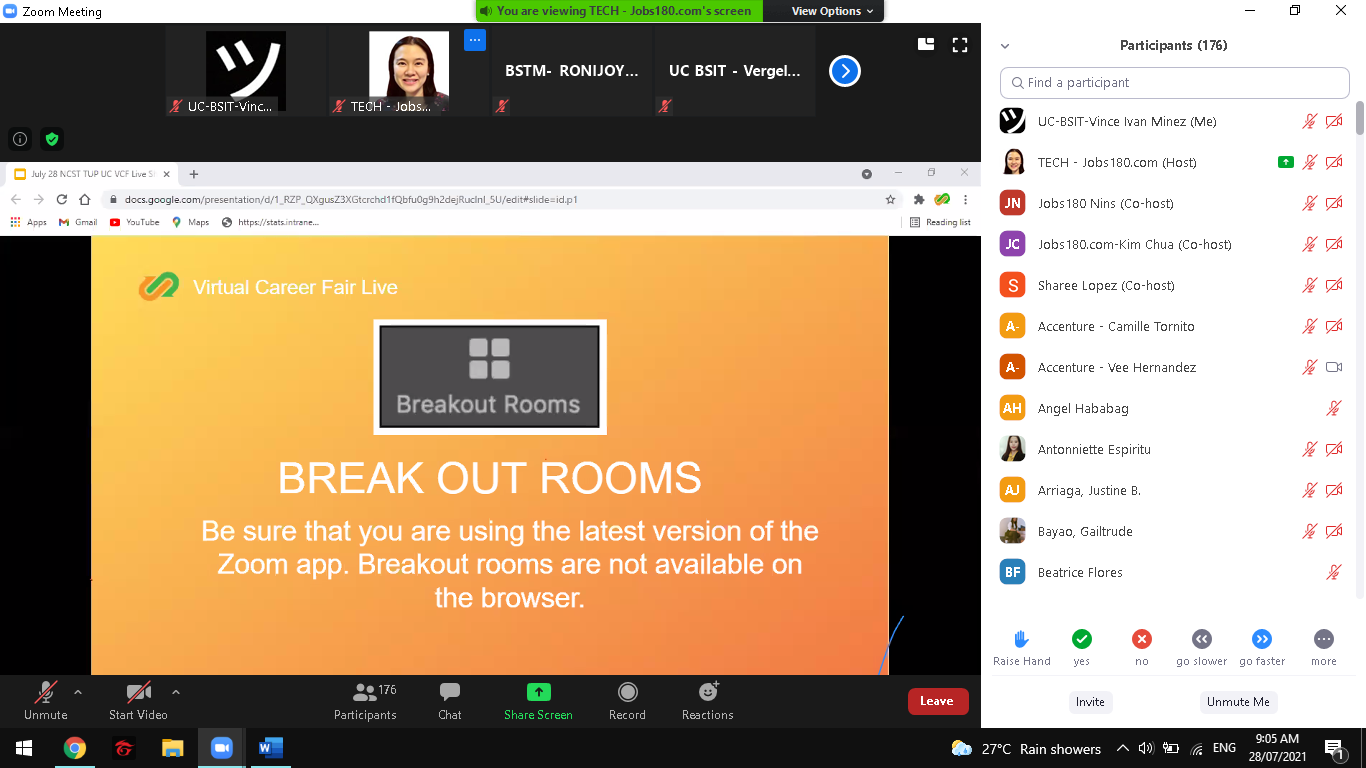 Zoom Meeting
You are viewing TECH - Jobs180.com's screen
View Options
UC-BSIT-Vinc...
TECH - Jobs...
BSTM- RONIJOY...
UC BSIT - Vergel...
July 28 NCST TUP UC VCF Live Sl
docs.google.com/presentation/d/1_RZP_QXgusZ3XGtcrchd1fQbfu0g9h2dejRuclnI_5U/edit#slide=id.p1
Apps
Gmail
YouTube
Maps
https://stats.intrane...
Reading list
Virtual Career Fair Live
Breakout Rooms
BREAK OUT ROOMS
Be sure that you are using the latest version of the
Zoom app. Breakout rooms are not available on
the browser.
Unmute
Start Video
176
Participants
Chat
Share Screen
Record
Reactions
Leave
Participants (176)
Find a participant
UC-BSIT-Vince Ivan Minez (Me)
TECH - Jobs180.com (Host)
JN Jobs180 Nins (Co-host)
JC Jobs180.com-Kim Chua (Co-host)
S Sharee Lopez (Co-host)
A- Accenture - Camille Tornito
A- Accenture - Vee Hernandez
AH Angel Hababag
Antonniette Espiritu
AJ Arriaga, Justine B.
Bayao, Gailtrude
BF Beatrice Flores
Raise Hand
yes
no
go slower
go faster
more
Invite
Unmute Me
27°C Rain showers
ENG
9:05 AM
28/07/2021
1